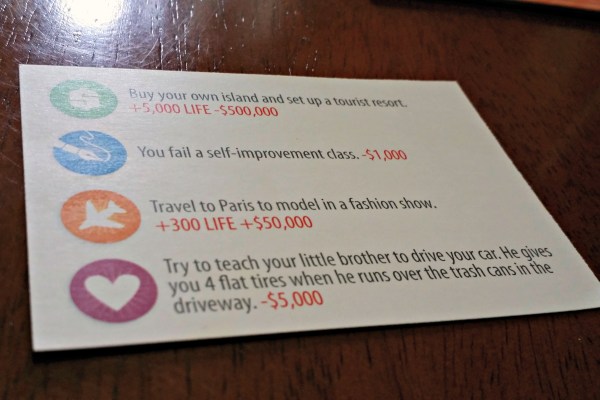 Buy your own island and set up a tourist resort.
+5,000 LIFE -$500,000
You fail a self-improvement class. -$1,000
Travel to Paris to model in a fashion show.
+300 LIFE +$50,000
Try to teach your little brother to drive your car. He gives
you 4 flat tires when he runs over the trash cans in the
driveway. -$5,000